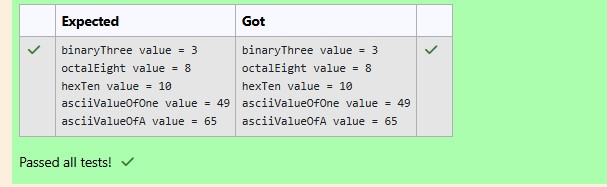 Expected Got
binaryThree value = 3 binaryThree value = 3
octalEight value = 8 octalEight value = 8
hexTen value = 10 hexTen value = 10
asciiValueOfOne value = 49 asciiValueOfOne value = 49
asciiValueOfA value = 65 asciiValueOfA value = 65
Passed all tests!